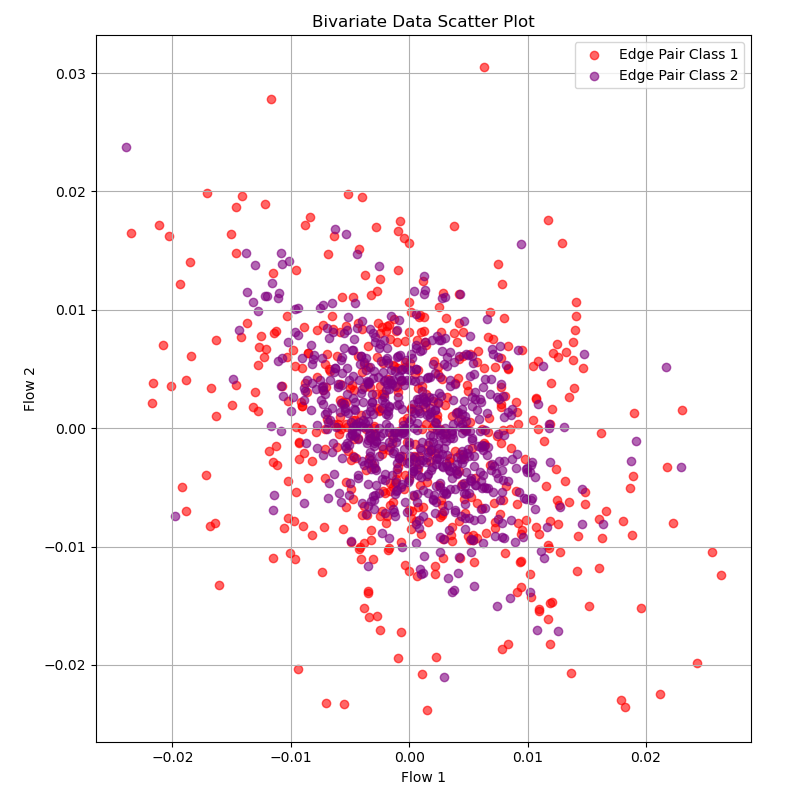 Bivariate Data Scatter Plot
Edge Pair Class 1
Edge Pair Class 2
0.03
0.02
0.01
0.00
−0.01
−0.02
Flow 2
−0.02
−0.01
0.00
0.01
0.02
Flow 1